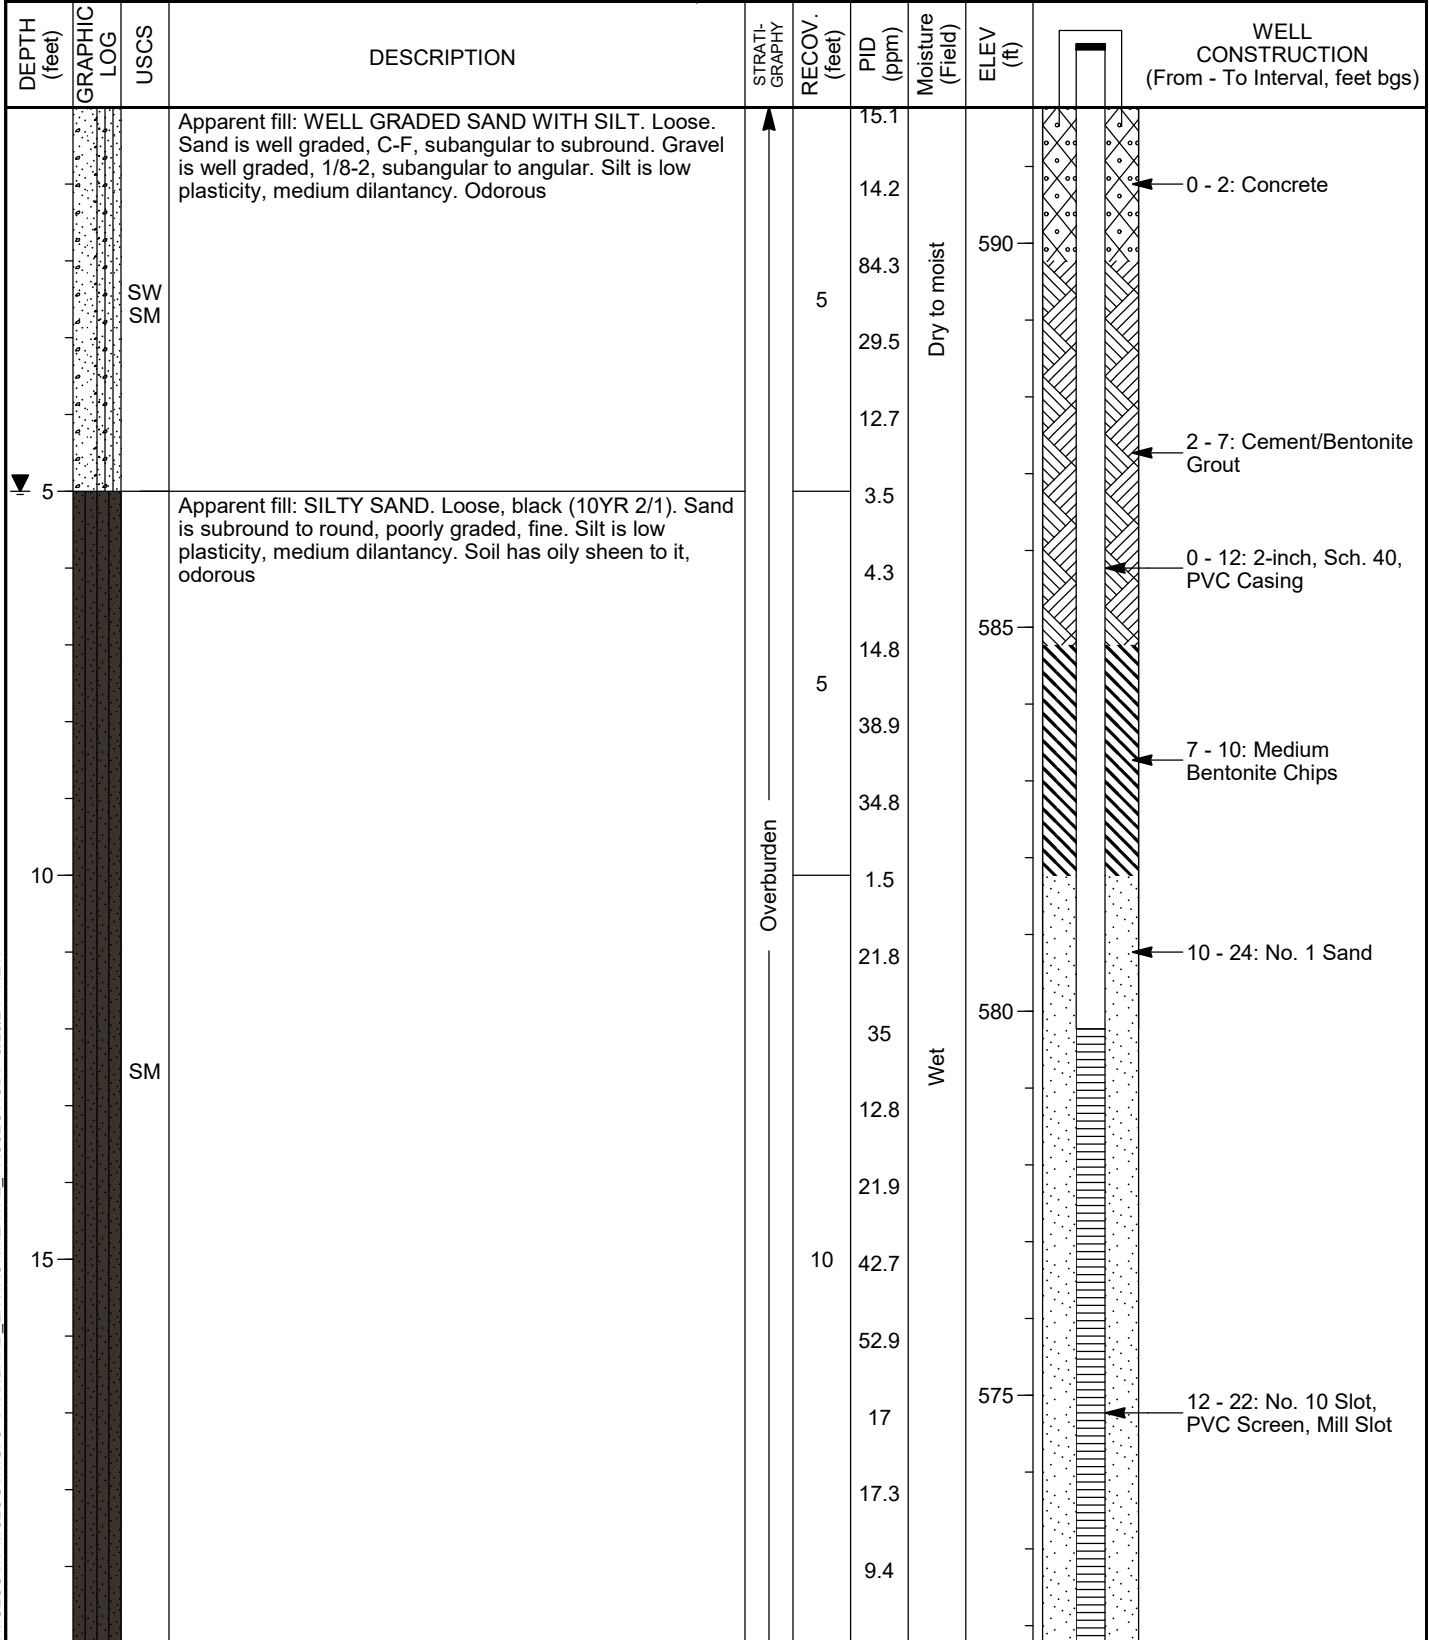 DEPTH
(feet)
GRAPHIC
LOG
USCS
DESCRIPTION
STRATI-
GRAPHY
RECOV.
(feet)
PID
(ppm)
Moisture
(Field)
ELEV
(ft)
WELL
CONSTRUCTION
(From - To Interval, feet bgs)
Apparent fill: WELL GRADED SAND WITH SILT. Loose.
Sand is well graded, C-F, subangular to subround. Gravel
is well graded, 1/8-2, subangular to angular. Silt is low
plasticity, medium dilantancy. Odorous
SW
SM
5
Apparent fill: SILTY SAND. Loose, black (10YR 2/1). Sand
is subround to round, poorly graded, fine. Silt is low
plasticity, medium dilantancy. Soil has oily sheen to it,
odorous
10
SM
15
Overburden
5
5
10
15.1
14.2
84.3
29.5
12.7
3.5
4.3
14.8
38.9
34.8
1.5
21.8
35
12.8
21.9
42.7
52.9
17
17.3
9.4
Dry to moist
Wet
590
585
580
575
0 - 2: Concrete
2 - 7: Cement/Bentonite
Grout
0 - 12: 2-inch, Sch. 40,
PVC Casing
7 - 10: Medium
Bentonite Chips
10 - 24: No. 1 Sand
12 - 22: No. 10 Slot,
PVC Screen, Mill Slot